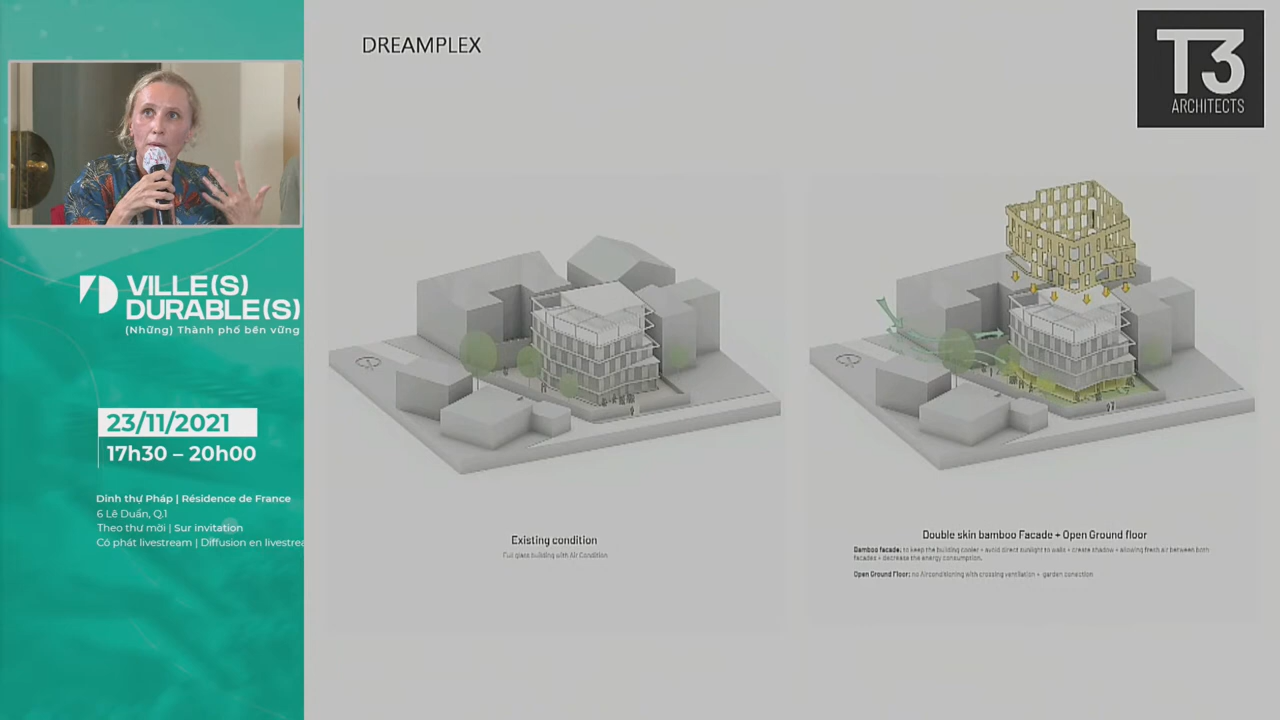 DREAMPLEX
T3
ARCHITECTS
VILLE(S)
DURABLE(S)
(Những) Thành phố bền vững
23/11/2021
17h30 – 20h00
Dinh thự Pháp | Résidence de France
6 Lê Duẩn, Q.1
Theo thư mời | Sur invitation
Có phát livestream | Diffusion en livestrea
Existing condition
Full glass building with Air Condition
Double skin bamboo Facade + Open Ground floor
Bamboo facade: to keep the building cooler + avoid direct sunlight to walls + create shadow + allowing fresh air between both
facades + decrease the energy consumption.
Open Ground Floor: no Airconditioning with crossing ventilation + garden conection